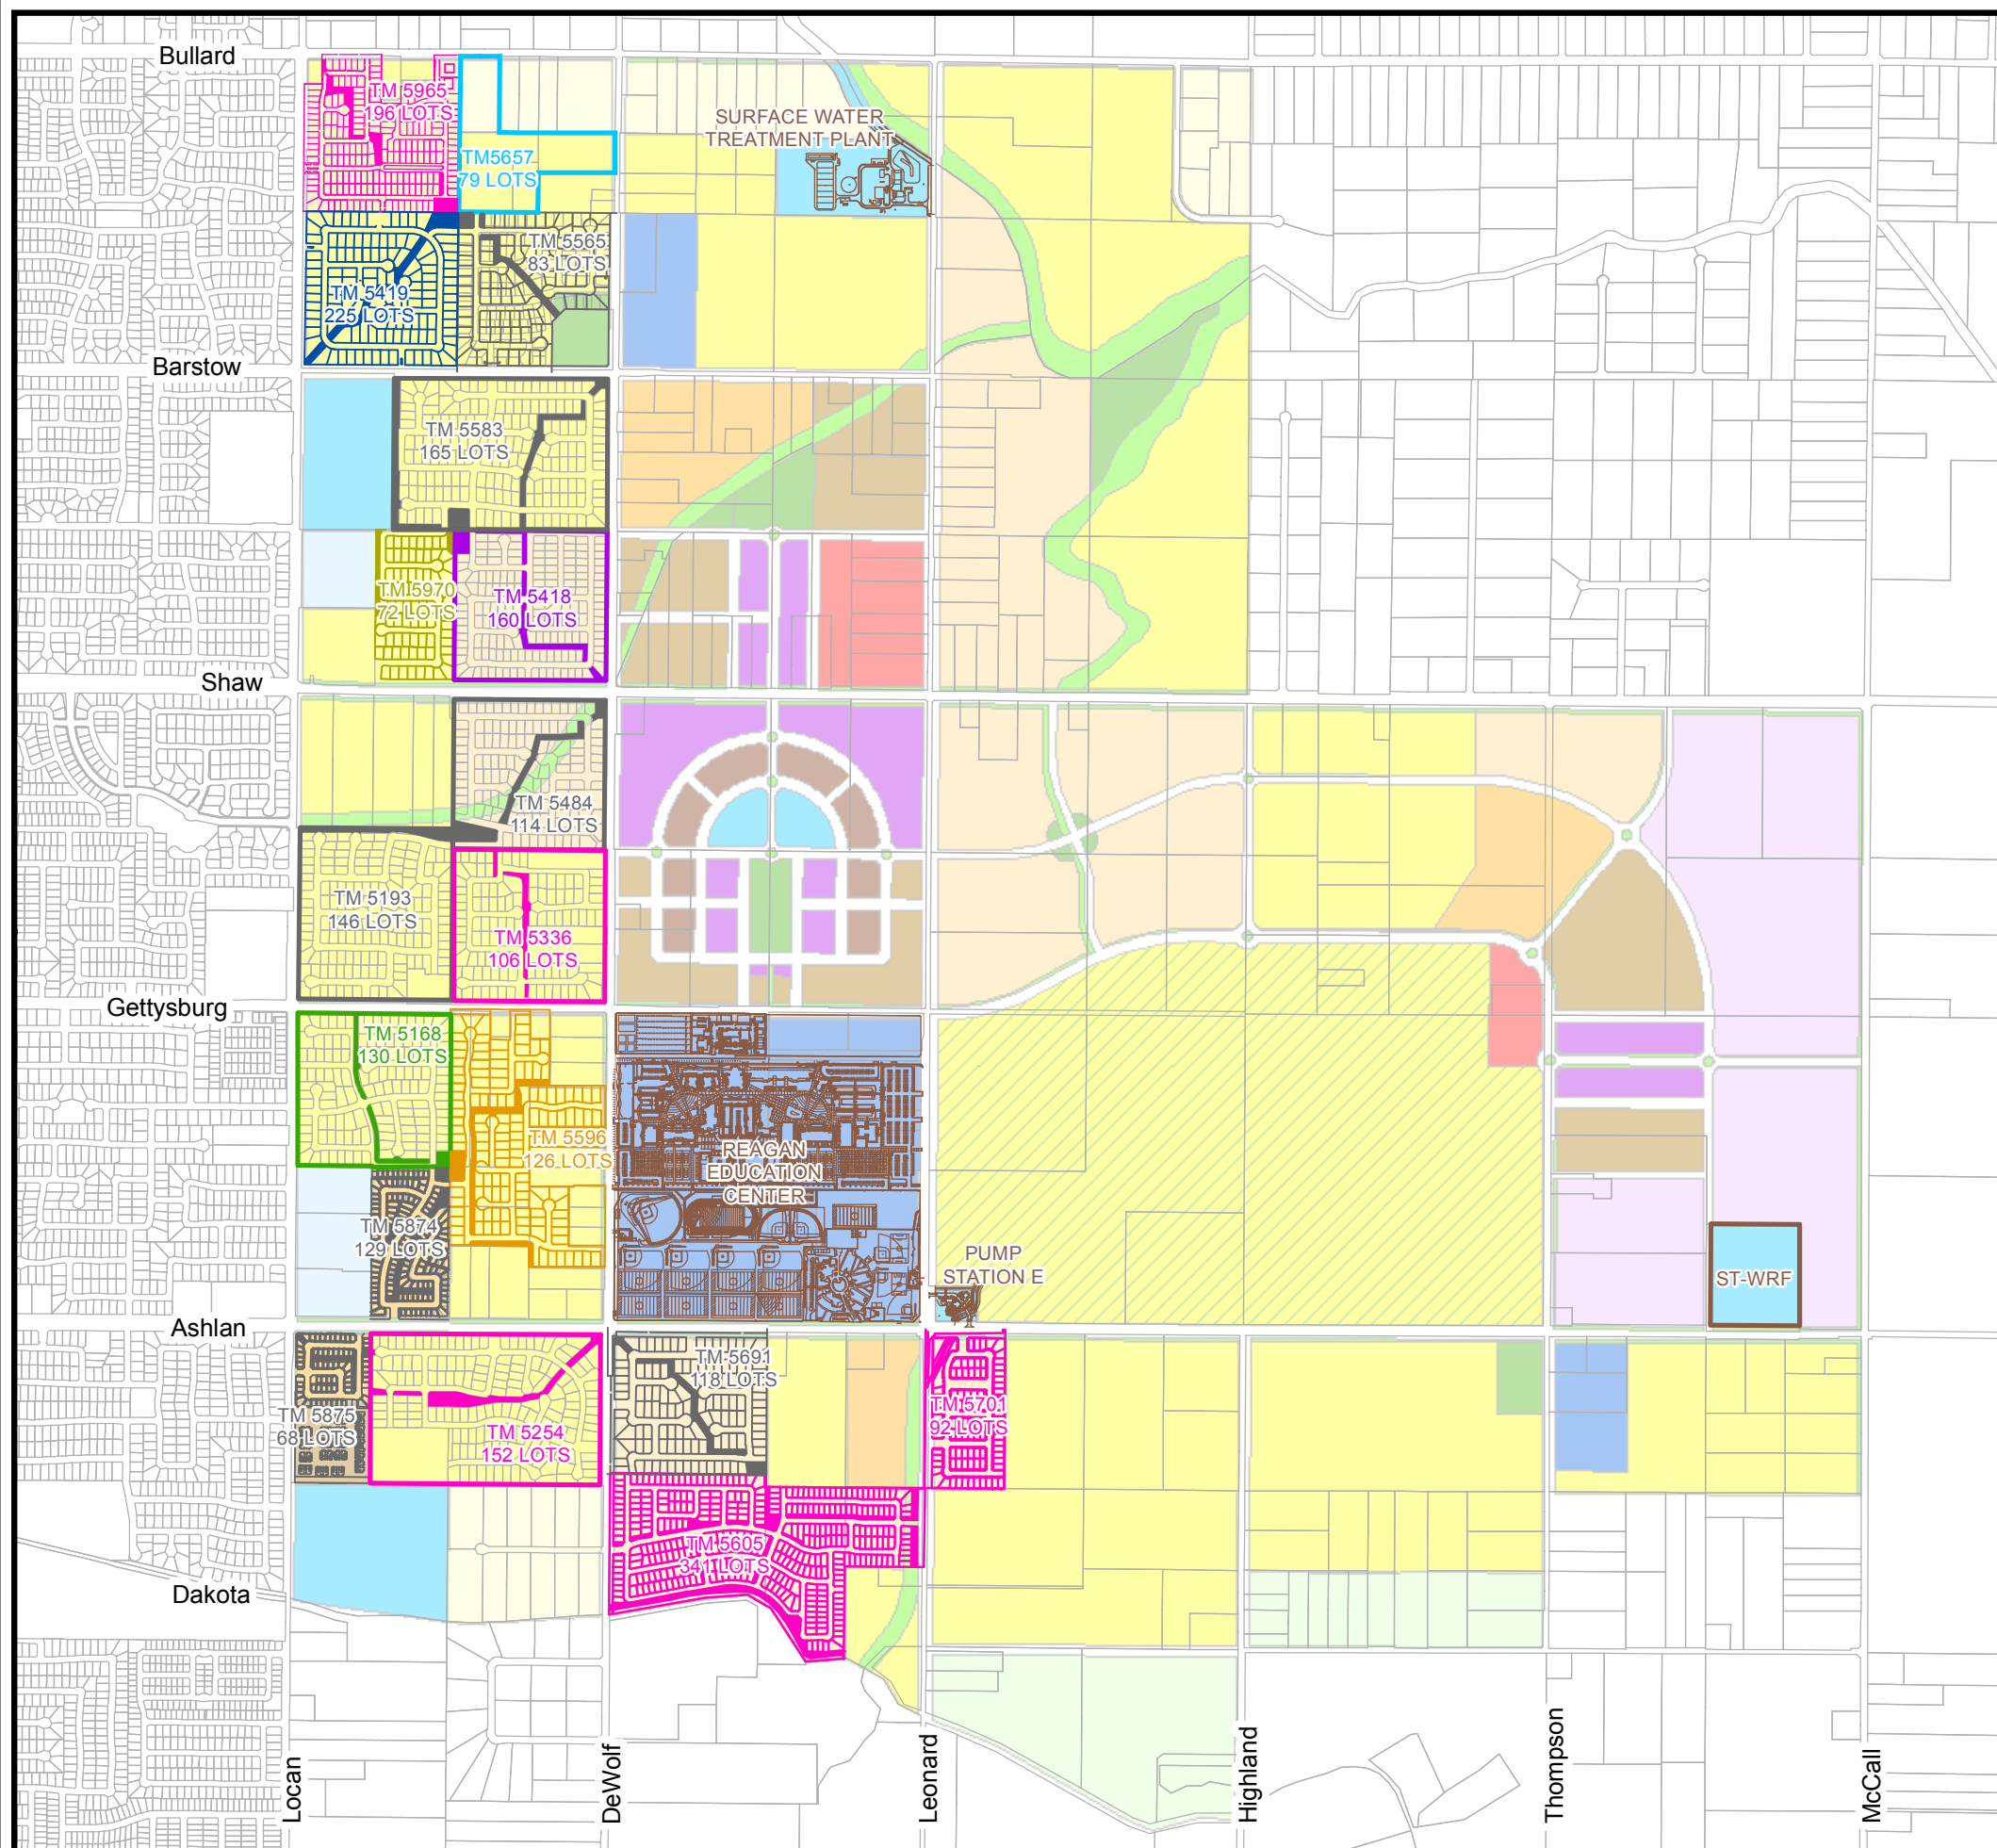 Bullard
TM 5965
196 LOTS
SURFACE WATER
TREATMENT PLANT
TM5657
79 LOTS
TM 5565
83 LOTS
TM 5419
225 LOTS
Barstow
TM 5583
165 LOTS
TM 5970
72 LOTS
TM 5418
160 LOTS
Shaw
TM 5484
114 LOTS
TM 5193
146 LOTS
TM 5336
106 LOTS
Gettysburg
TM 5168
130 LOTS
TM 5596
126 LOTS
REAGAN
EDUCATION
CENTER
TM 5874
129 LOTS
PUMP
STATION E
ST-WRF
Ashlan
TM 5691
118 LOTS
TM 5875
68 LOTS
TM 5254
152 LOTS
TM 5701
92 LOTS
TM 5605
341 LOTS
Dakota
Locan
DeWolf
Leonard
Highland
Thompson
McCall